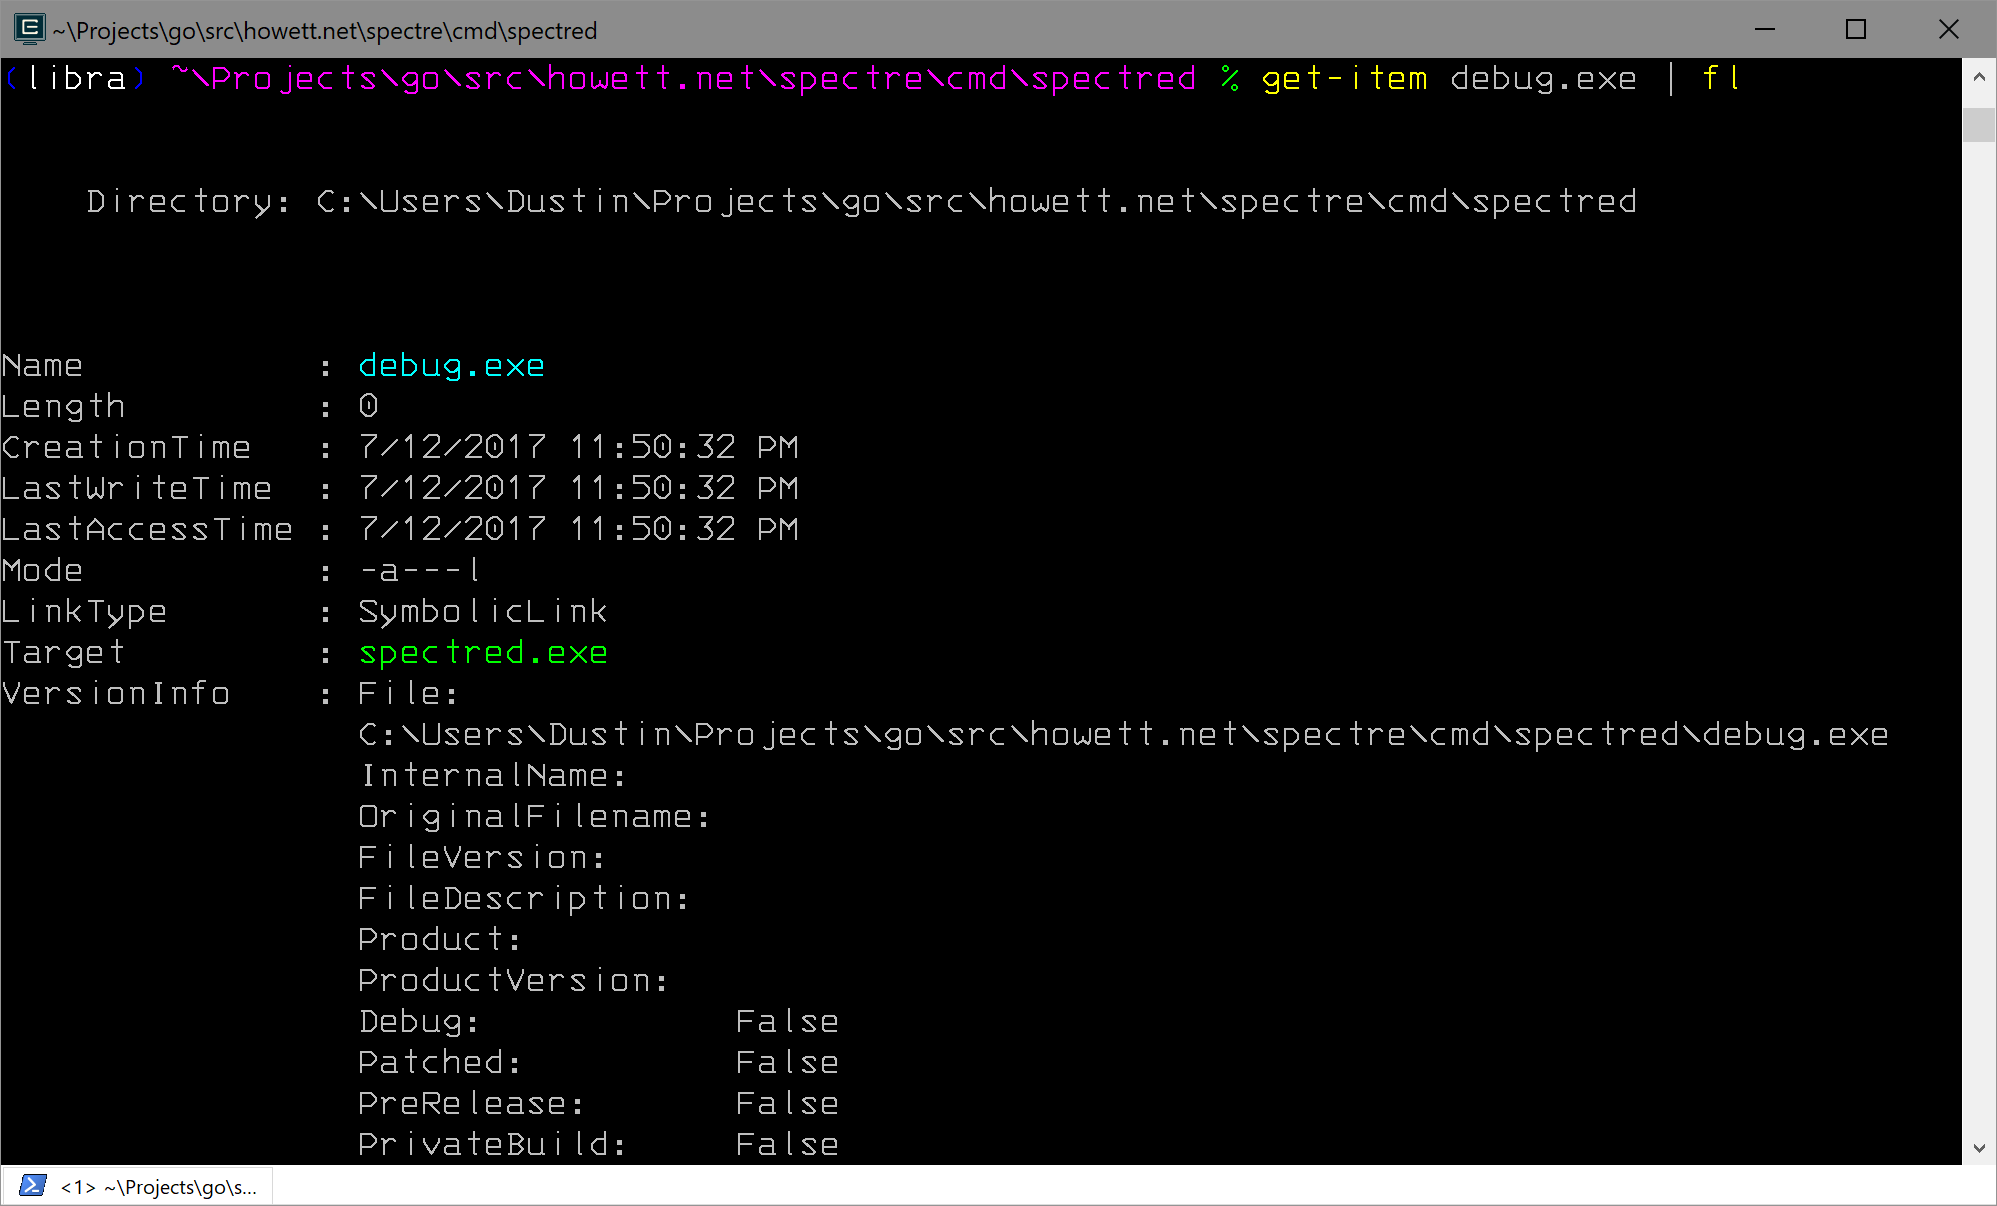 ~\Projects\go\src\howett.net\spectre\cmd\spectred
(libra) ~\Projects\go\src\howett.net\spectre\cmd\spectred % get-item debug.exe | fl
Directory: C:\Users\Dustin\Projects\go\src\howett.net\spectre\cmd\spectred
Name : debug.exe
Length : 0
CreationTime : 7/12/2017 11:50:32 PM
LastWriteTime : 7/12/2017 11:50:32 PM
LastAccessTime : 7/12/2017 11:50:32 PM
Mode : -a---l
LinkType : SymbolicLink
Target : spectred.exe
VersionInfo : File:
C:\Users\Dustin\Projects\go\src\howett.net\spectre\cmd\spectred\debug.exe
InternalName:
OriginalFilename:
FileVersion:
FileDescription:
Product:
ProductVersion:
Debug: False
Patched: False
PreRelease: False
PrivateBuild: False
<1> ~\Projects\go\s...